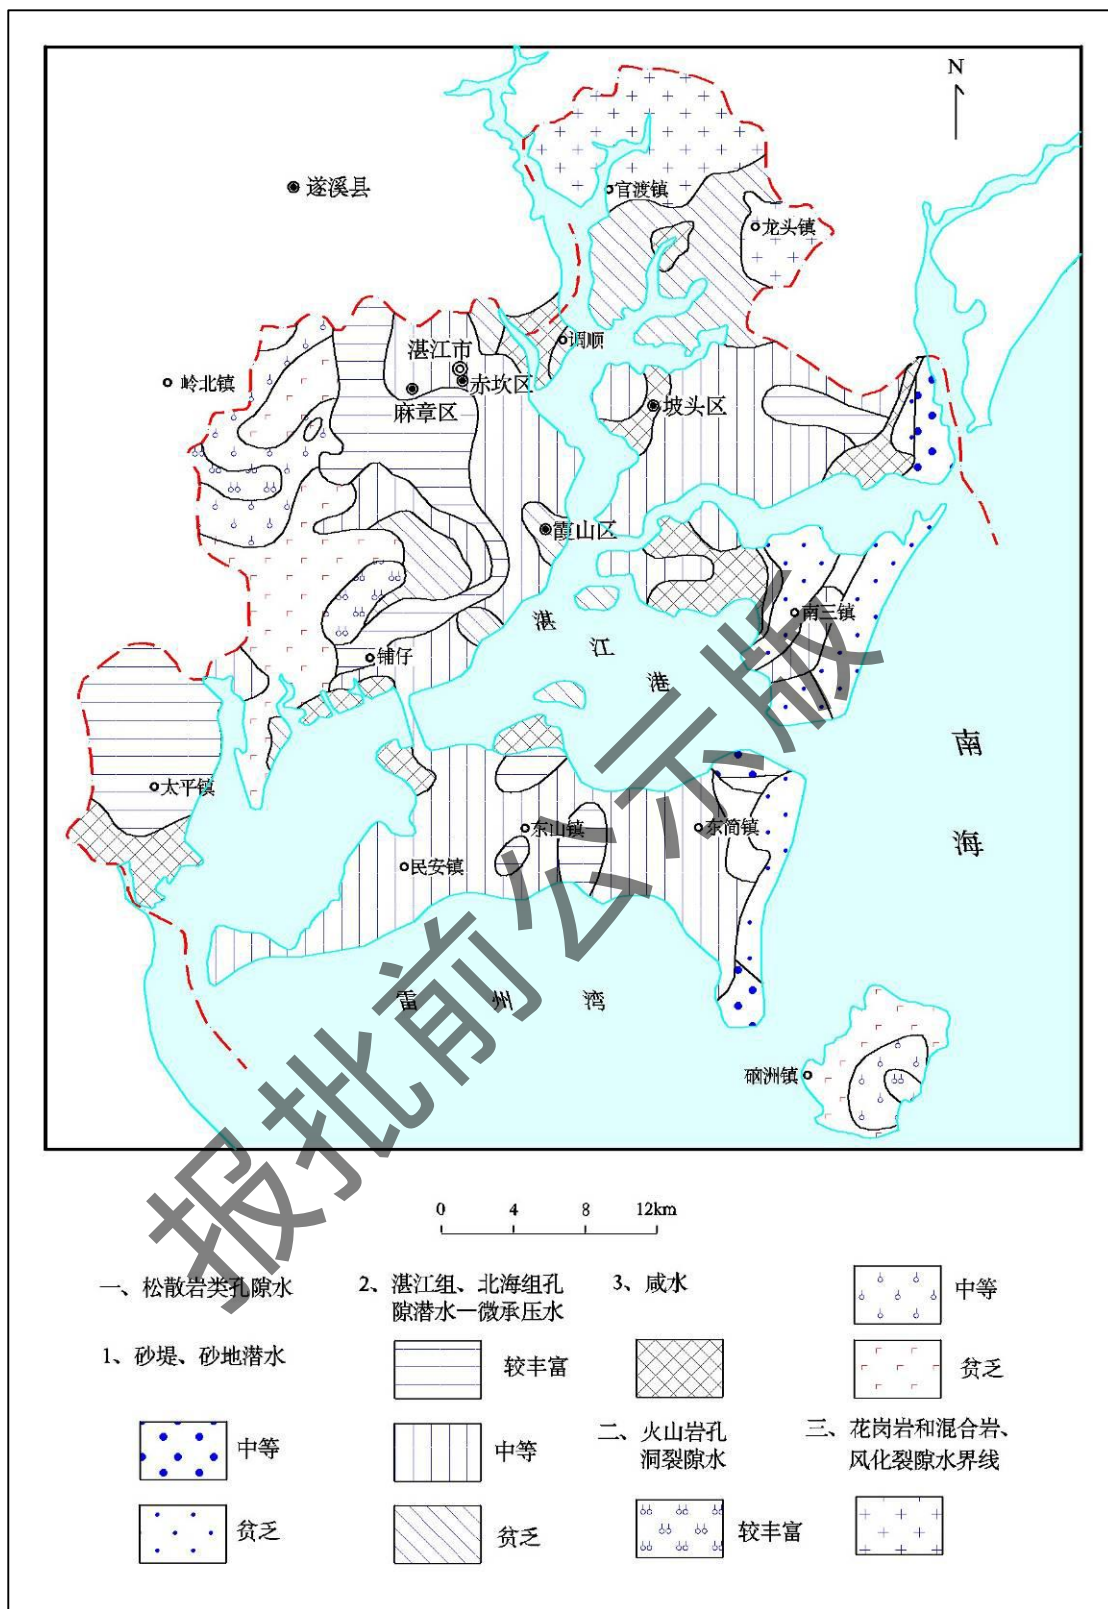 N
遂溪县
官渡镇
龙头镇
调顺
湛江市
岭北镇
赤坎区
麻章区
坡头区
霞山区
湛江港
南三镇
铺仔
南海
太平镇
东山镇
东简镇
民安镇
雷州湾
硇洲镇
报批前公示版
0 4 8 12km
一、松散岩类孔隙水
1、砂堤、砂地潜水
中等
贫乏
2、湛江组、北海组孔
隙潜水—微承压水
较丰富
中等
贫乏
3、咸水
二、火山岩孔
洞裂隙水
较丰富
中等
贫乏
三、花岗岩和混合岩、
风化裂隙水界线